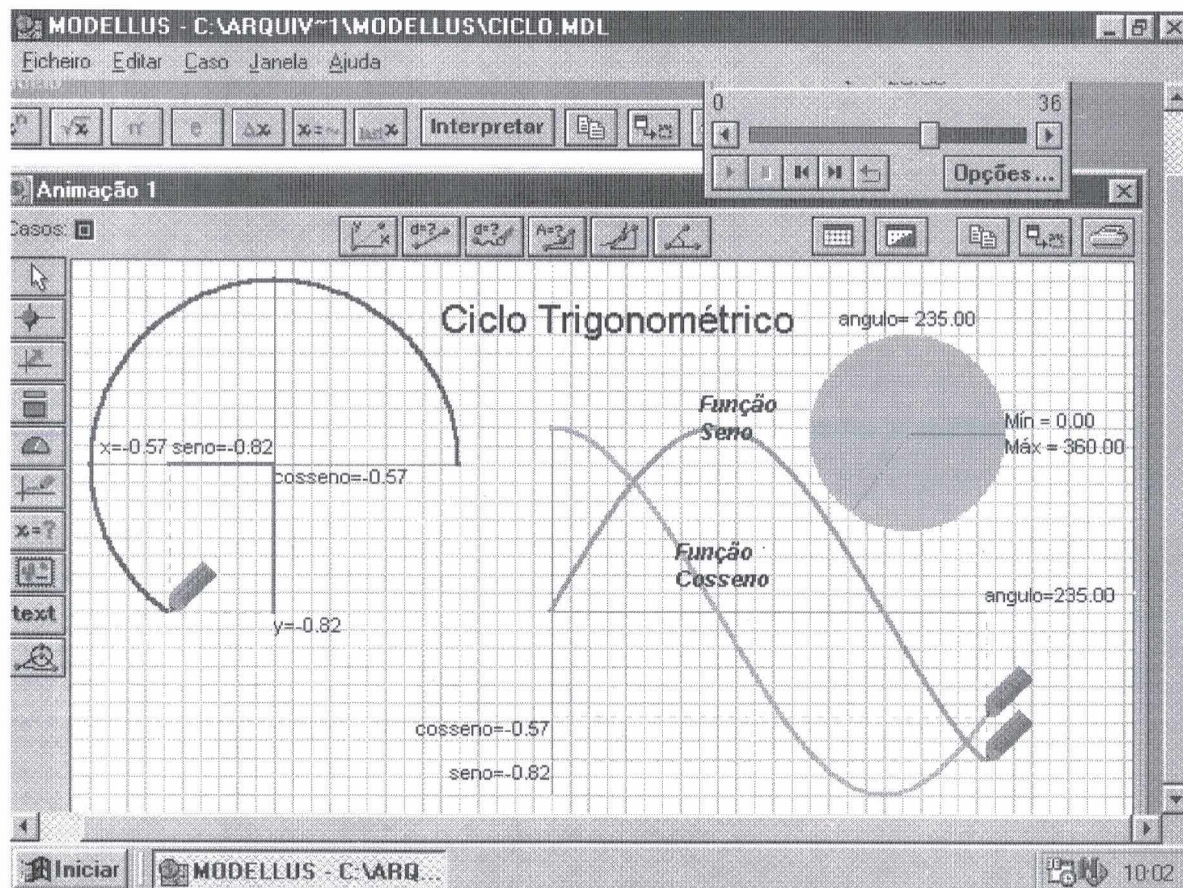 MODELLUS - C:\ARQUIV~1\MODELLUS\CICLO.MDL
Ficheiro Editar Caso Janela Ajuda
0 36
√x π e Δx x=~ last x Interpretar
Opções...
Animação 1
Casos:
d=? d=? A=?
Ciclo Trigonométrico
angulo= 235.00
Função
Seno
Mín = 0.00
Máx = 360.00
x=-0.57 seno=-0.82
cosseno=-0.57
x=?
Função
Cosseno
text
angulo=235.00
y=-0.82
cosseno=-0.57
seno=-0.82
Iniciar MODELLUS - C:\ARQ... 10:02